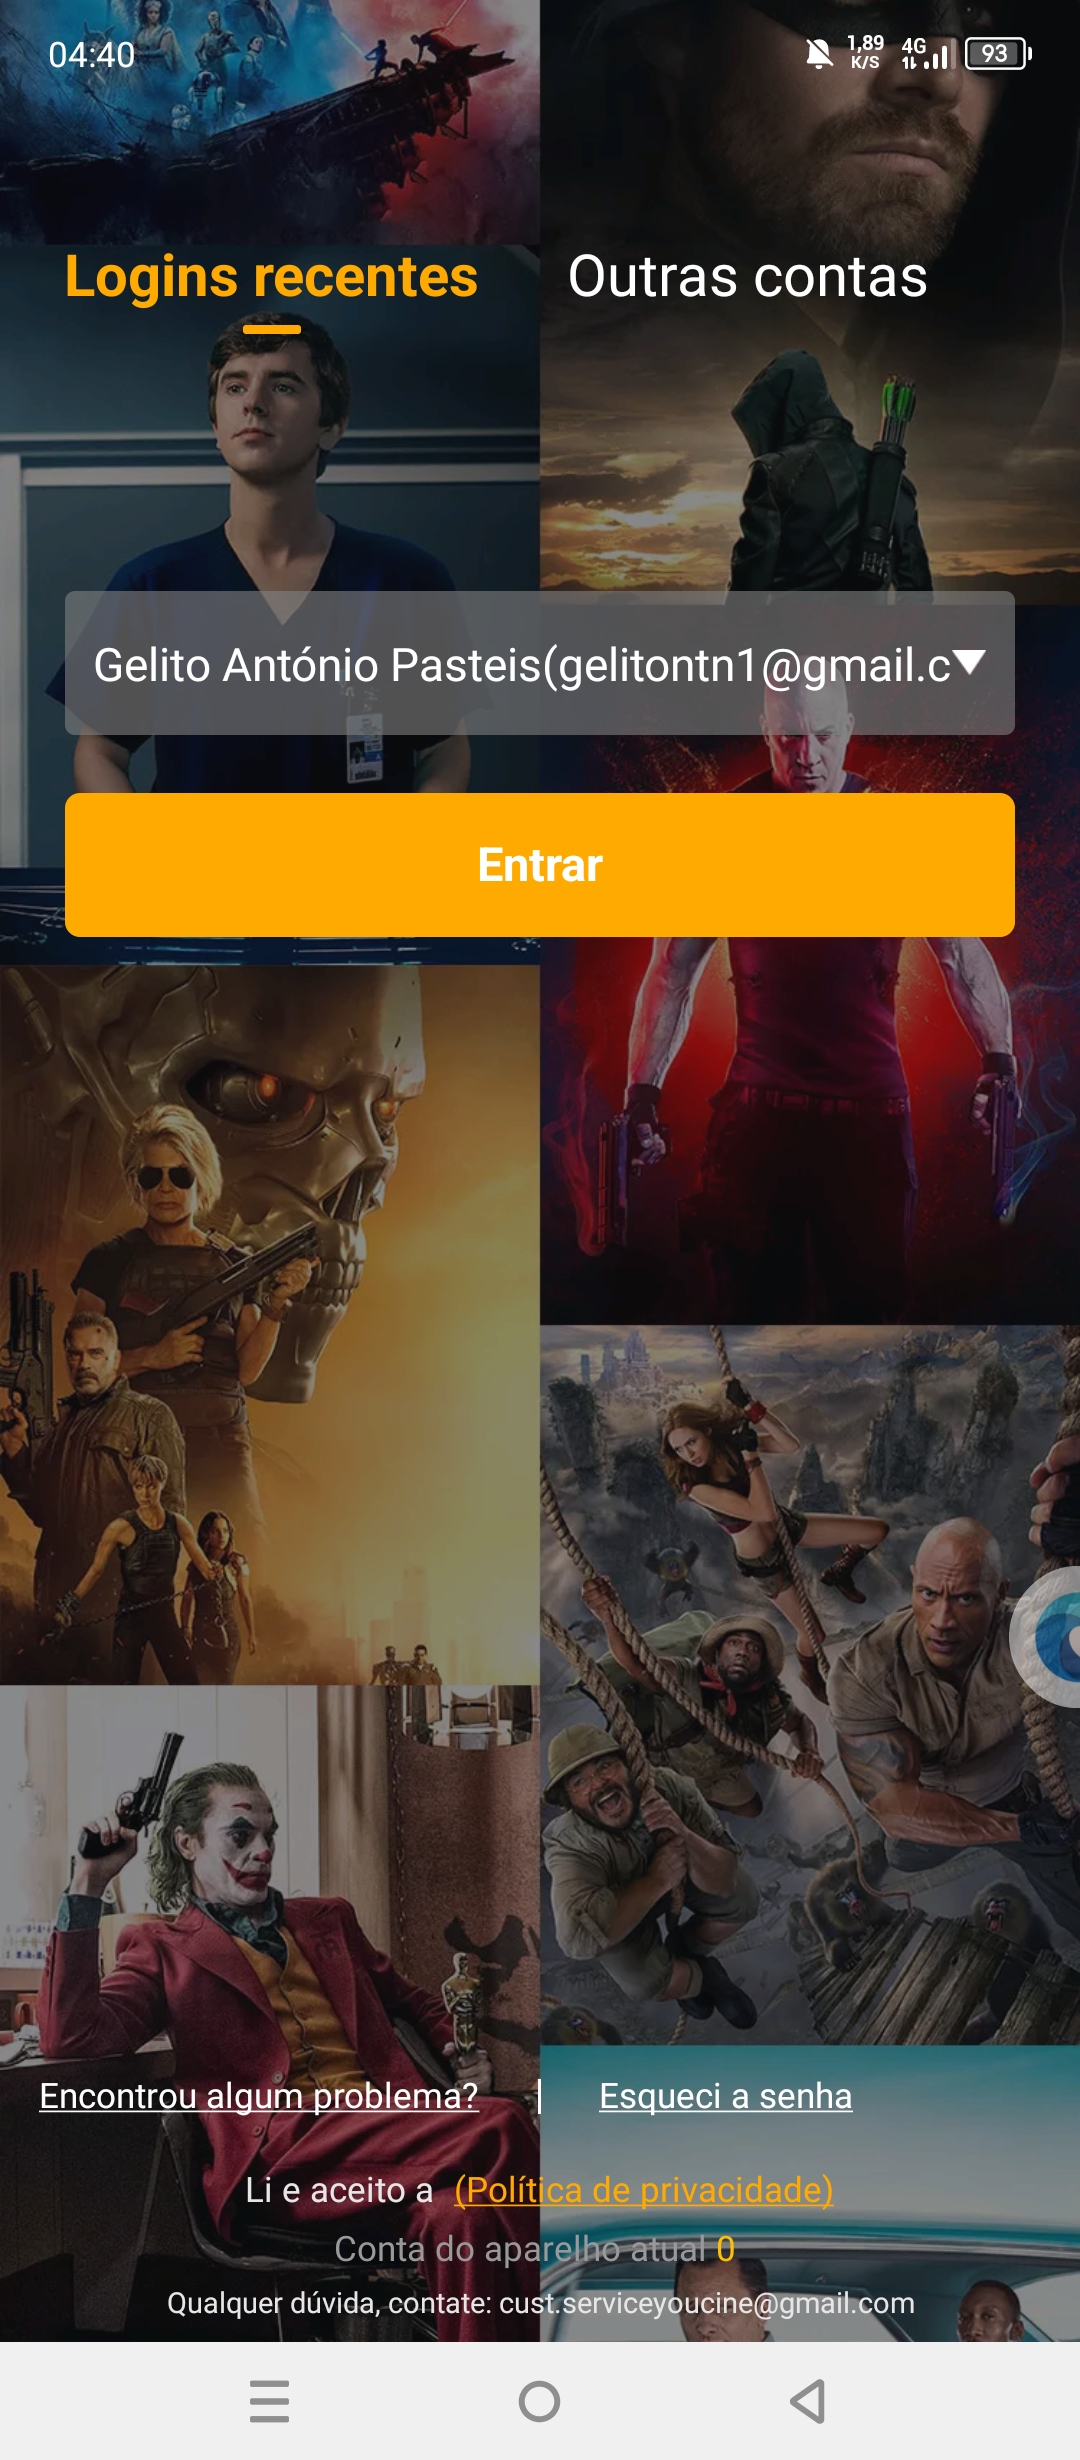 04:40
1,89
K/S
4G
93
Logins recentes
Outras contas
Gelito António Pasteis(gelitontn1@gmail.c
Entrar
Encontrou algum problema? | Esqueci a senha
Li e aceito a (Política de privacidade)
Conta do aparelho atual 0
Qualquer dúvida, contate: cust.serviceyoucine@gmail.com